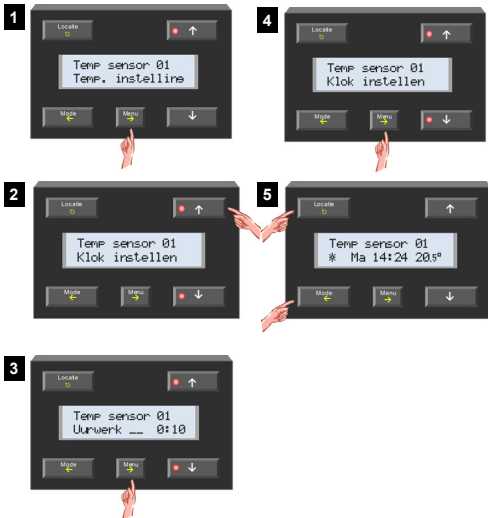 1
Locatie
↑
Temp sensor 01
Temp. instelling
Mode
←
Menu
→
↓
2
Locatie
↑
Temp sensor 01
Klok instellen
Mode
←
Menu
→
↓
3
Locatie
↑
Temp sensor 01
Uurwerk __ 0:10
Mode
←
Menu
→
↓
4
Locatie
↑
Temp sensor 01
Klok instellen
Mode
←
Menu
→
↓
5
Locatie
↑
Temp sensor 01
☼ Ma 14:24 20.5°
Mode
←
Menu
→
↓